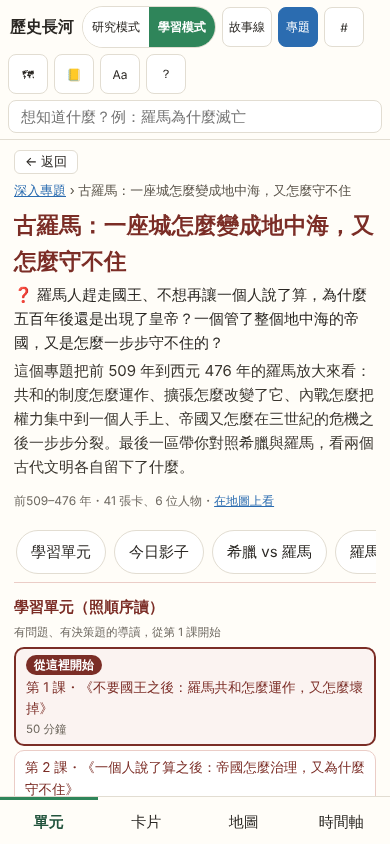 歷史長河 研究模式 學習模式 故事線 專題 #
🗺 📒 Aa ?
想知道什麼？例：羅馬為什麼滅亡
← 返回
深入專題 › 古羅馬：一座城怎麼變成地中海，又怎麼守不住
古羅馬：一座城怎麼變成地中海，又
怎麼守不住
❓ 羅馬人趕走國王、不想再讓一個人說了算，為什麼
五百年後還是出現了皇帝？一個管了整個地中海的帝
國，又是怎麼一步步守不住的？
這個專題把前 509 年到西元 476 年的羅馬放大來看：
共和的制度怎麼運作、擴張怎麼改變了它、內戰怎麼把
權力集中到一個人手上、帝國又怎麼在三世紀的危機之
後一步步分裂。最後一區帶你對照希臘與羅馬，看兩個
古代文明各自留下了什麼。
前509–476 年・41 張卡、6 位人物・在地圖上看
學習單元 今日影子 希臘 vs 羅馬 羅馬
學習單元（照順序讀）
有問題、有決策題的導讀，從第 1 課開始
從這裡開始
第 1 課・《不要國王之後：羅馬共和怎麼運作，又怎麼壞
掉》
50 分鐘
第 2 課・《一個人說了算之後：帝國怎麼治理，又為什麼
守不住》
單元 卡片 地圖 時間軸